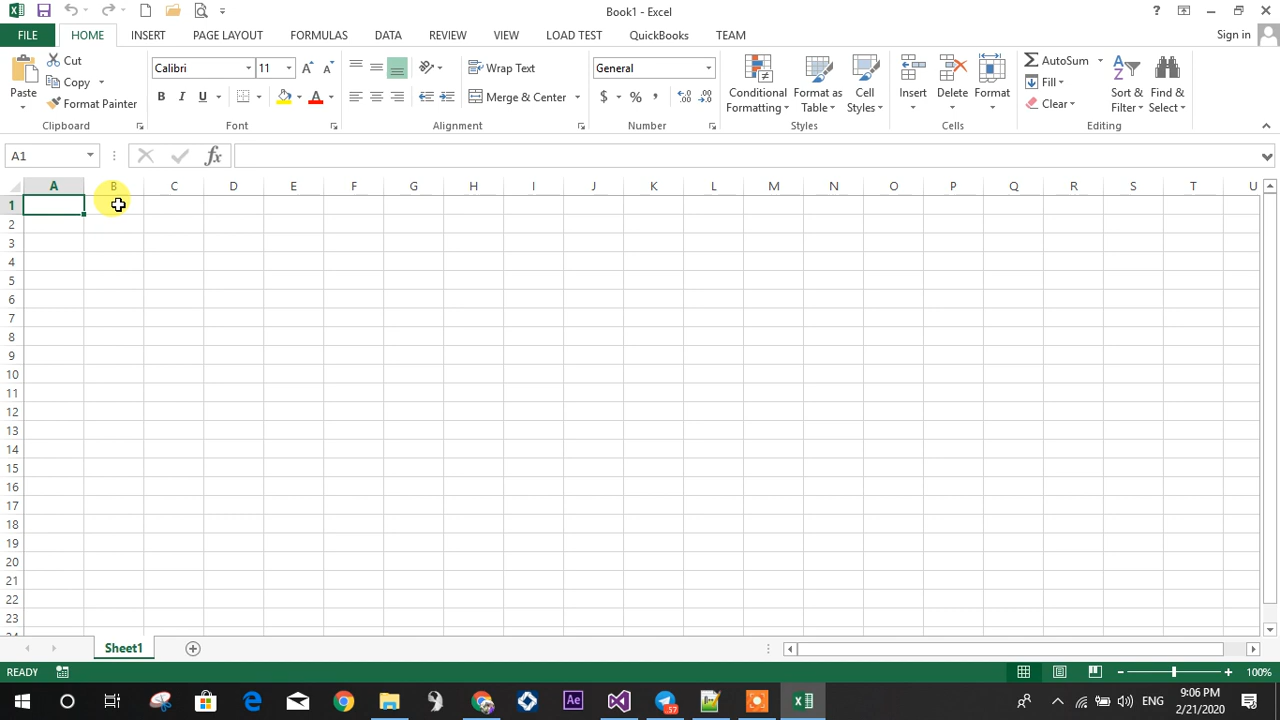 Book1 - Excel
FILE HOME INSERT PAGE LAYOUT FORMULAS DATA REVIEW VIEW LOAD TEST QuickBooks TEAM Sign in
Paste
Cut
Copy
Format Painter
Clipboard
Calibri 11
B I U
Font
Wrap Text
Merge & Center
Alignment
General
$ % ,
Number
Conditional Formatting
Format as Table
Cell Styles
Styles
Insert
Delete
Format
Cells
AutoSum
Fill
Clear
Sort & Filter
Find & Select
Editing
A1 fx
A B C D E F G H I J K L M N O P Q R S T U
1
2
3
4
5
6
7
8
9
10
11
12
13
14
15
16
17
18
19
20
21
22
23
24
Sheet1
READY 100%
ENG
9:06 PM
2/21/2020